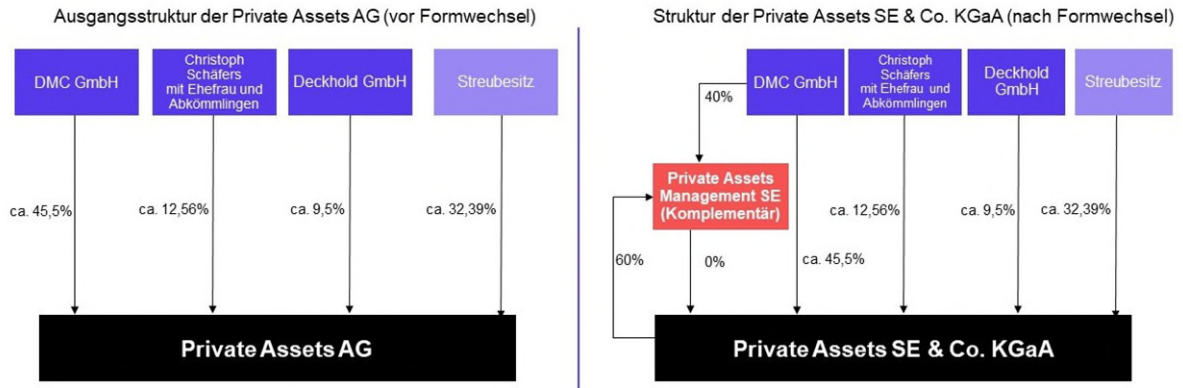 Ausgangsstruktur der Private Assets AG (vor Formwechsel)
DMC GmbH
Christoph
Schäfers
mit Ehefrau und
Abkömmlingen
Deckhold GmbH
Streubesitz
ca. 45,5%
ca. 12,56%
ca. 9,5%
ca. 32,39%
Private Assets AG
Struktur der Private Assets SE & Co. KGaA (nach Formwechsel)
DMC GmbH
Christoph
Schäfers
mit Ehefrau und
Abkömmlingen
Deckhold
GmbH
Streubesitz
40%
Private Assets
Management SE
(Komplementär)
ca. 12,56%
ca. 9,5%
ca. 32,39%
60%
0%
ca. 45,5%
Private Assets SE & Co. KGaA